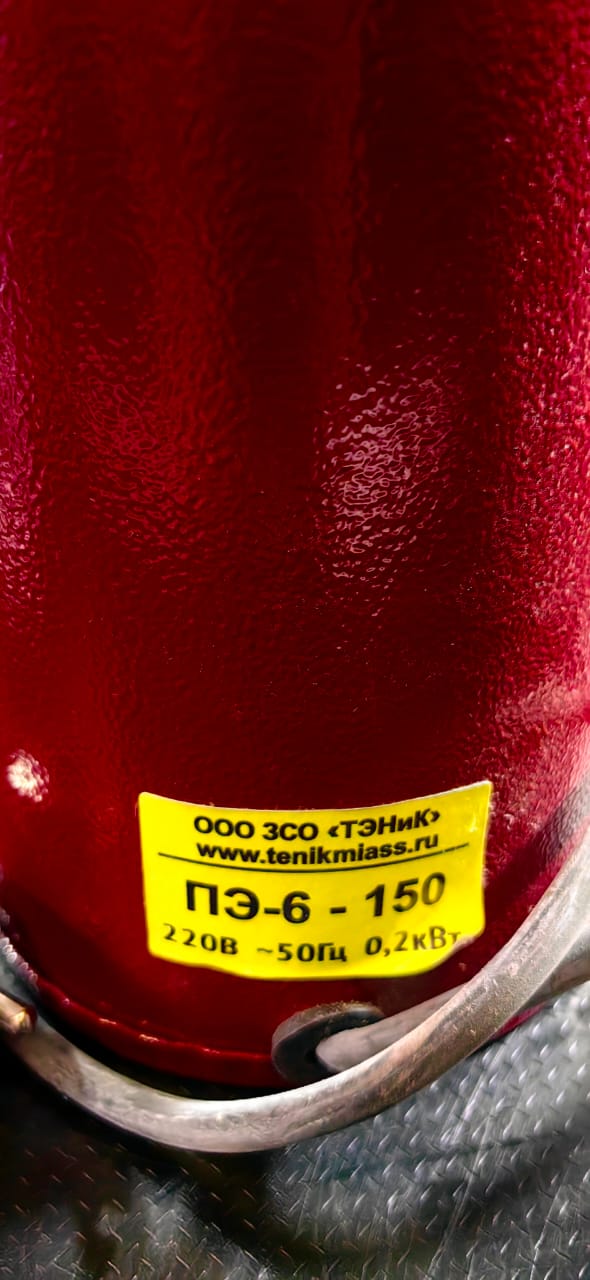 ООО ЗСО «ТЭНиК»
www.tenikmiass.ru
ПЭ-6 - 150
220В ~50Гц 0,2кВт